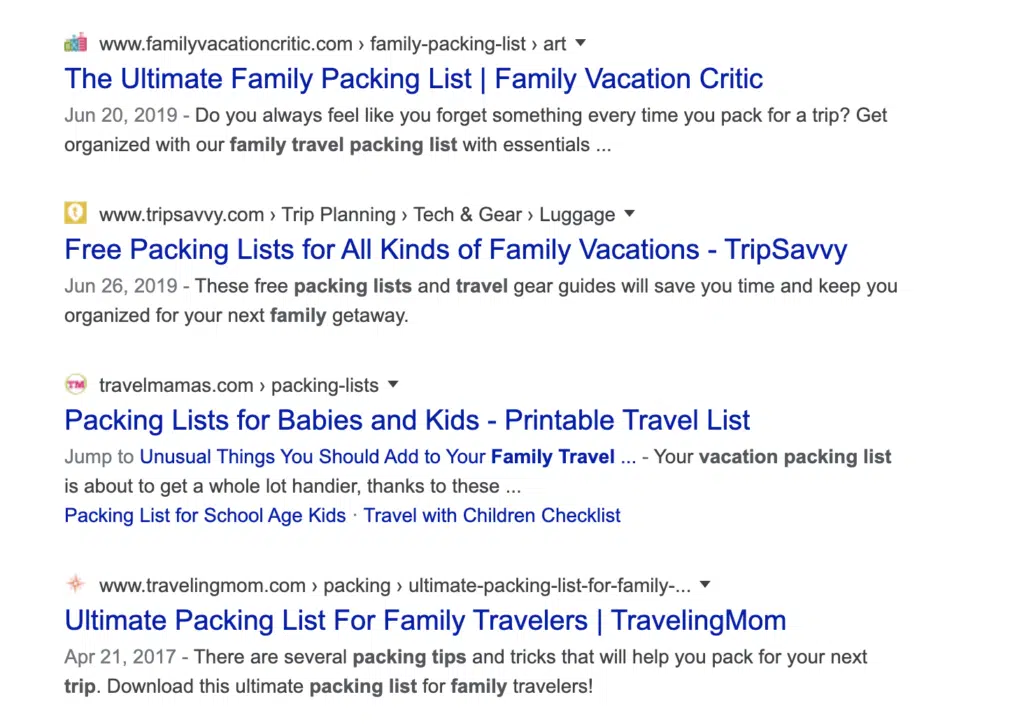 www.familyvacationcritic.com › family-packing-list › art
The Ultimate Family Packing List | Family Vacation Critic
Jun 20, 2019 - Do you always feel like you forget something every time you pack for a trip? Get
organized with our family travel packing list with essentials ...
www.tripsavvy.com › Trip Planning › Tech & Gear › Luggage
Free Packing Lists for All Kinds of Family Vacations - TripSavvy
Jun 26, 2019 - These free packing lists and travel gear guides will save you time and keep you
organized for your next family getaway.
TM travelmamas.com › packing-lists
Packing Lists for Babies and Kids - Printable Travel List
Jump to Unusual Things You Should Add to Your Family Travel ... - Your vacation packing list
is about to get a whole lot handier, thanks to these ...
Packing List for School Age Kids · Travel with Children Checklist
www.travelingmom.com › packing › ultimate-packing-list-for-family-...
Ultimate Packing List For Family Travelers | TravelingMom
Apr 21, 2017 - There are several packing tips and tricks that will help you pack for your next
trip. Download this ultimate packing list for family travelers!